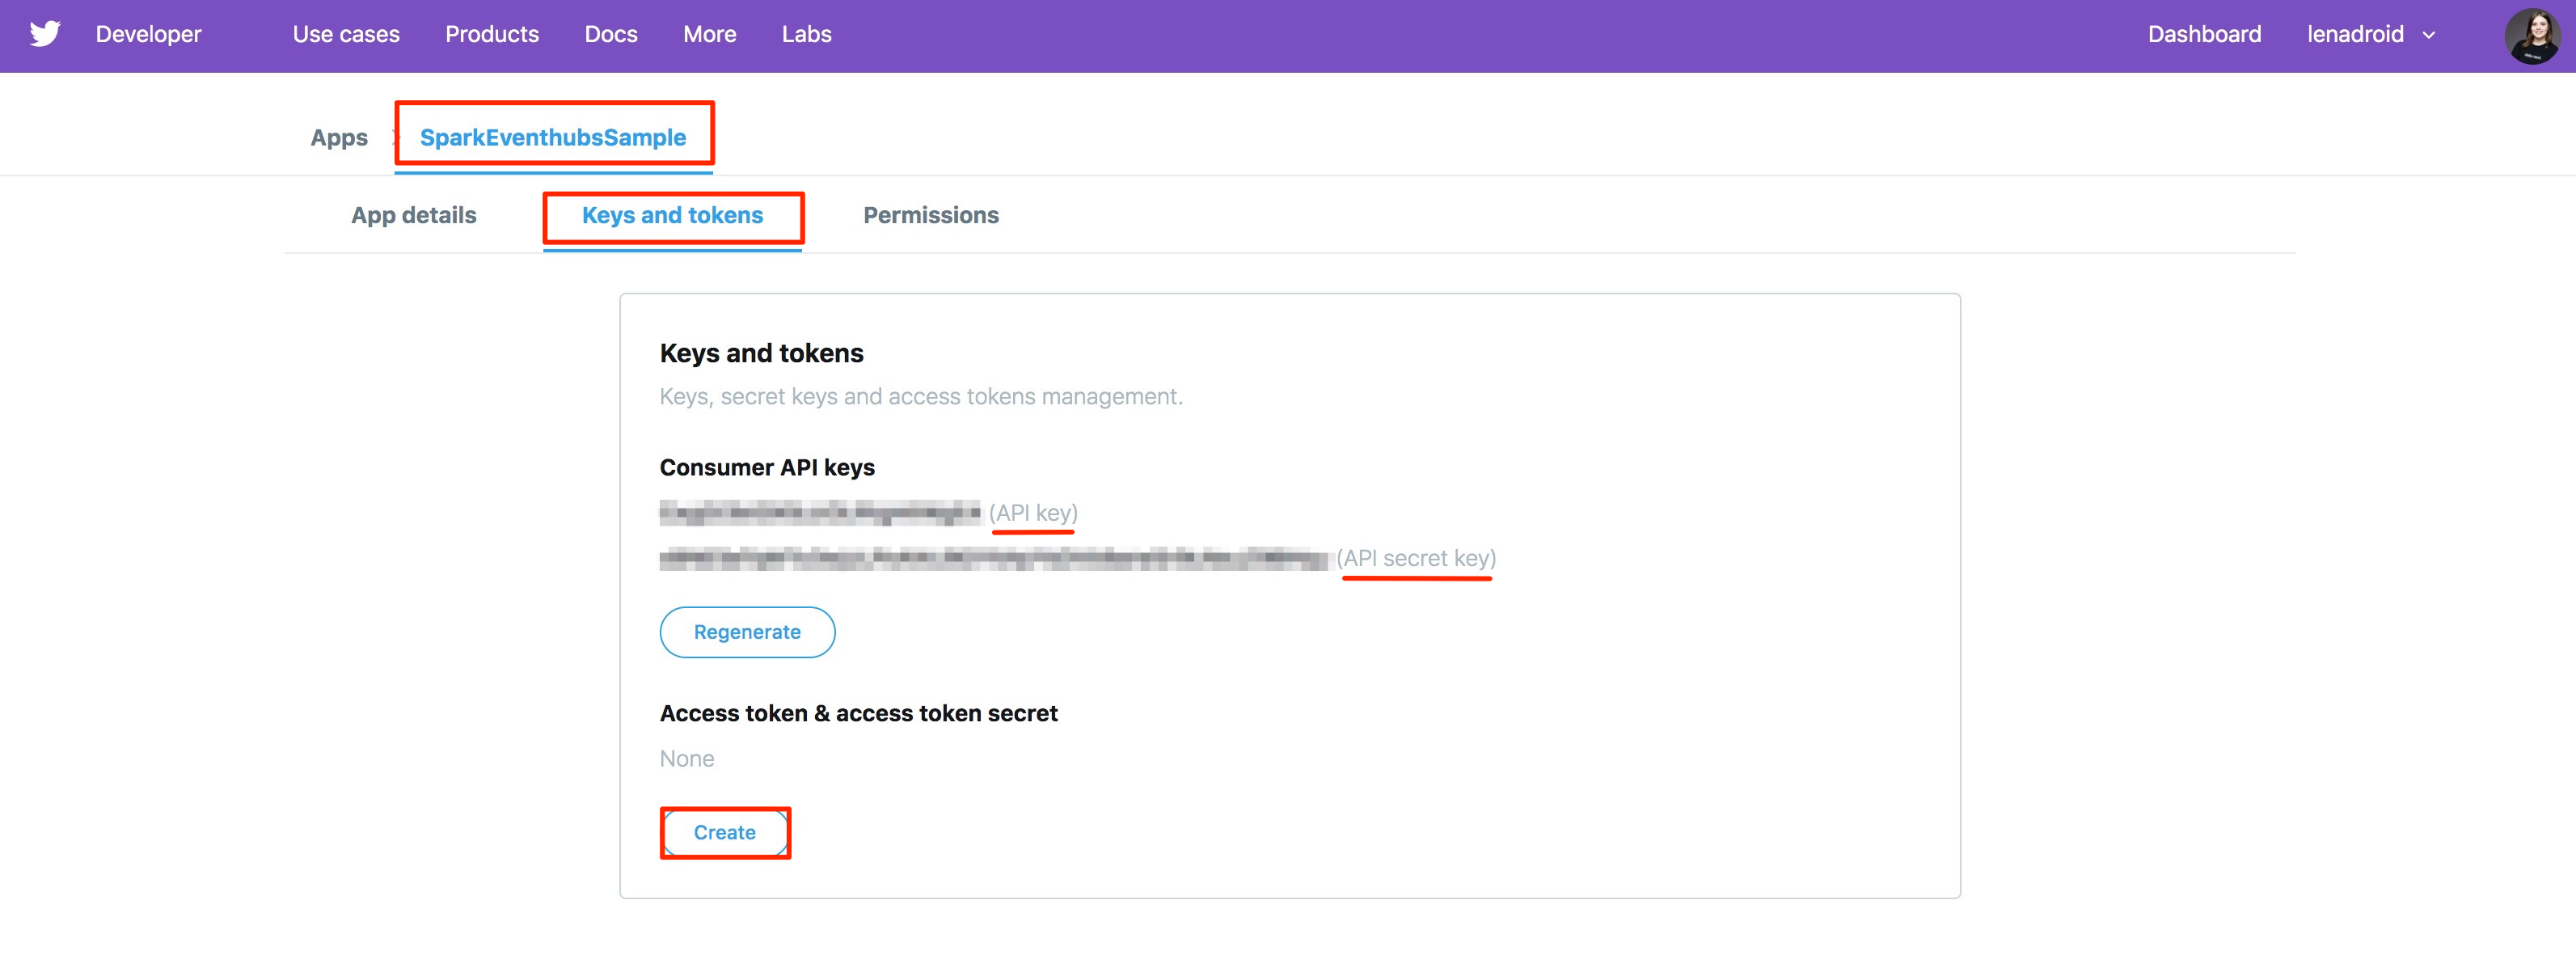 Developer Use cases Products Docs More Labs Dashboard lenadroid
Apps SparkEventhubsSample
App details Keys and tokens Permissions
Keys and tokens
Keys, secret keys and access tokens management.
Consumer API keys
(API key)
(API secret key)
Regenerate
Access token & access token secret
None
Create